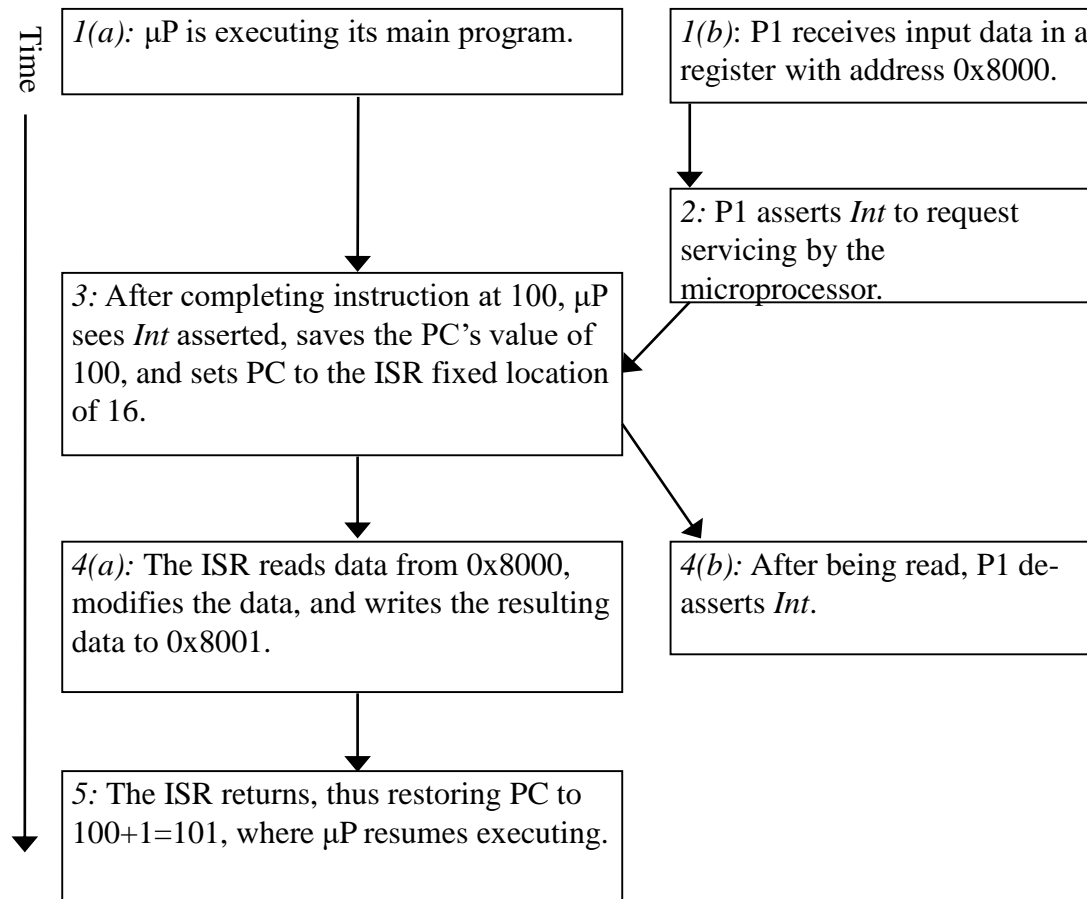 Time
1(a): μP is executing its main program.
1(b): P1 receives input data in a
register with address 0x8000.
2: P1 asserts Int to request
servicing by the
microprocessor.
3: After completing instruction at 100, μP
sees Int asserted, saves the PC’s value of
100, and sets PC to the ISR fixed location
of 16.
4(a): The ISR reads data from 0x8000,
modifies the data, and writes the resulting
data to 0x8001.
4(b): After being read, P1 de-
asserts Int.
5: The ISR returns, thus restoring PC to
100+1=101, where μP resumes executing.